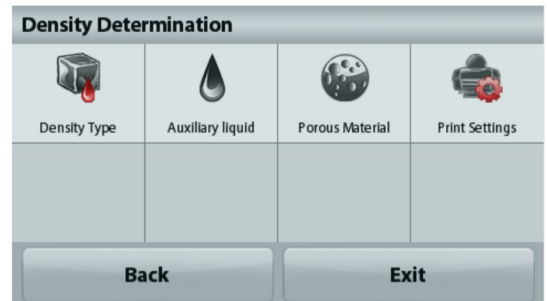 Density Determination
Density Type
Auxiliary liquid
Porous Material
Print Settings
Back
Exit